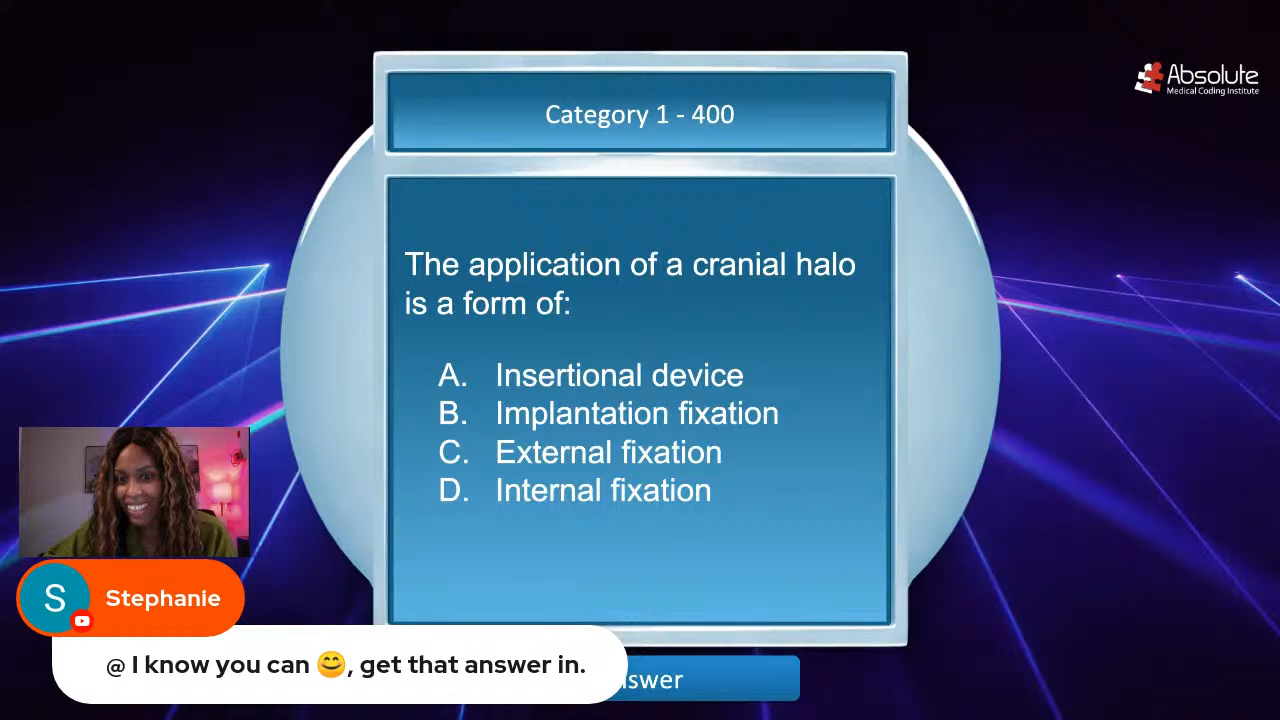 Absolute
Medical Coding Institute
Category 1 - 400
The application of a cranial halo
is a form of:
A. Insertional device
B. Implantation fixation
C. External fixation
D. Internal fixation
S
Stephanie
@ I know you can 😊, get that answer in.